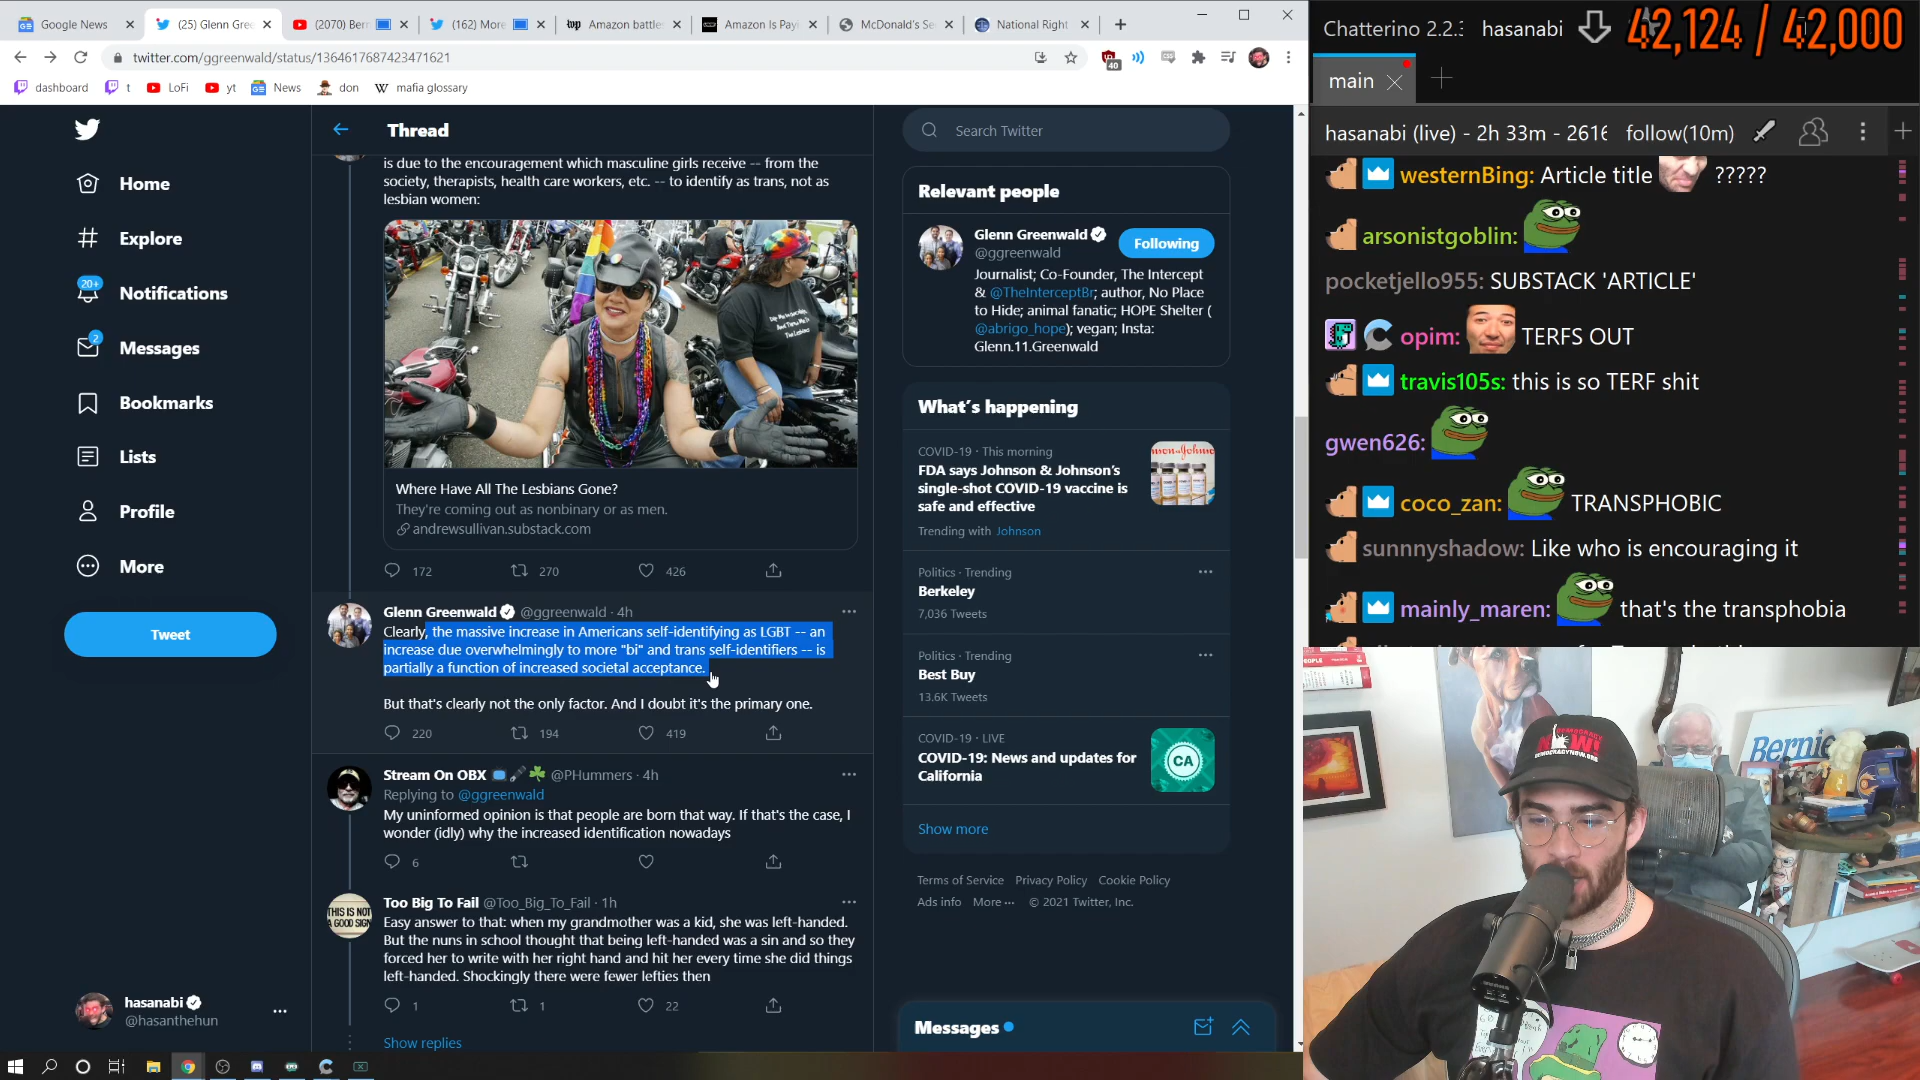 Google News
(25) Glenn Gree
(2070) Ber
(162) More
Amazon battle
Amazon Is Pay
McDonald's Se
National Right
twitter.com/ggreenwald/status/1364617687423471621
40
dashboard
t
LoFi
yt
News
don
mafia glossary
Home
Explore
20+
Notifications
2
Messages
Bookmarks
Lists
Profile
More
Tweet
hasanabi
@hasanthehun
Thread
is due to the encouragement which masculine girls receive -- from the
society, therapists, health care workers, etc. -- to identify as trans, not as
lesbian women:
Where Have All The Lesbians Gone?
They're coming out as nonbinary or as men.
andrewsullivan.substack.com
172 270 426
Glenn Greenwald @ggreenwald · 4h
Clearly, the massive increase in Americans self-identifying as LGBT -- an
increase due overwhelmingly to more "bi" and trans self-identifiers -- is
partially a function of increased societal acceptance.
But that's clearly not the only factor. And I doubt it's the primary one.
220 194 419
Stream On OBX @PHummers · 4h
Replying to @ggreenwald
My uninformed opinion is that people are born that way. If that's the case, I
wonder (idly) why the increased identification nowadays
6
Too Big To Fail @Too_Big_To_Fail · 1h
Easy answer to that: when my grandmother was a kid, she was left-handed.
But the nuns in school thought that being left-handed was a sin and so they
forced her to write with her right hand and hit her every time she did things
left-handed. Shockingly there were fewer lefties then
1 1 22
Show replies
THIS IS NOT
A GOOD SIGN
Search Twitter
Relevant people
Glenn Greenwald
@ggreenwald
Following
Journalist; Co-Founder, The Intercept
& @TheInterceptBr; author, No Place
to Hide; animal fanatic; HOPE Shelter (
@abrigo_hope); vegan; Insta:
Glenn.11.Greenwald
What's happening
COVID-19 · This morning
FDA says Johnson & Johnson's
single-shot COVID-19 vaccine is
safe and effective
Trending with Johnson
Politics · Trending
Berkeley
7,036 Tweets
Politics · Trending
Best Buy
13.6K Tweets
COVID-19 · LIVE
COVID-19: News and updates for
California
CA
Show more
Terms of Service Privacy Policy Cookie Policy
Ads info More ··· © 2021 Twitter, Inc.
Messages
Chatterino 2.2.3
hasanabi
42,124 / 42,000
main
hasanabi (live) - 2h 33m - 2616
follow(10m)
westernBing: Article title ?????
arsonistgoblin:
pocketjello955: SUBSTACK 'ARTICLE'
opim: TERFS OUT
travis105s: this is so TERF shit
gwen626:
coco_zan: TRANSPHOBIC
sunnnyshadow: Like who is encouraging it
mainly_maren: that's the transphobia
Bernie
DEMOCRACY
NOW!
DEMOCRACYNOW.ORG